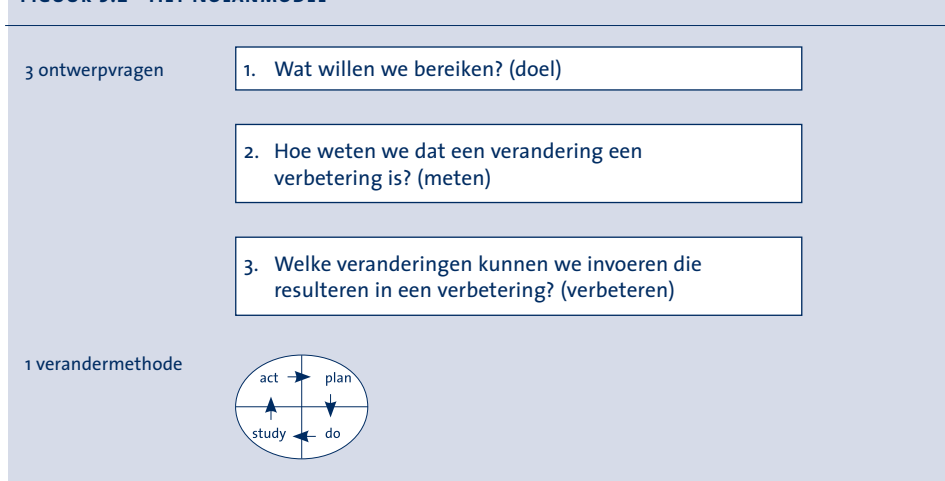 3 ontwerpvragen
1. Wat willen we bereiken? (doel)
2. Hoe weten we dat een verandering een
verbetering is? (meten)
3. Welke veranderingen kunnen we invoeren die
resulteren in een verbetering? (verbeteren)
1 verandermethode
act plan
study do